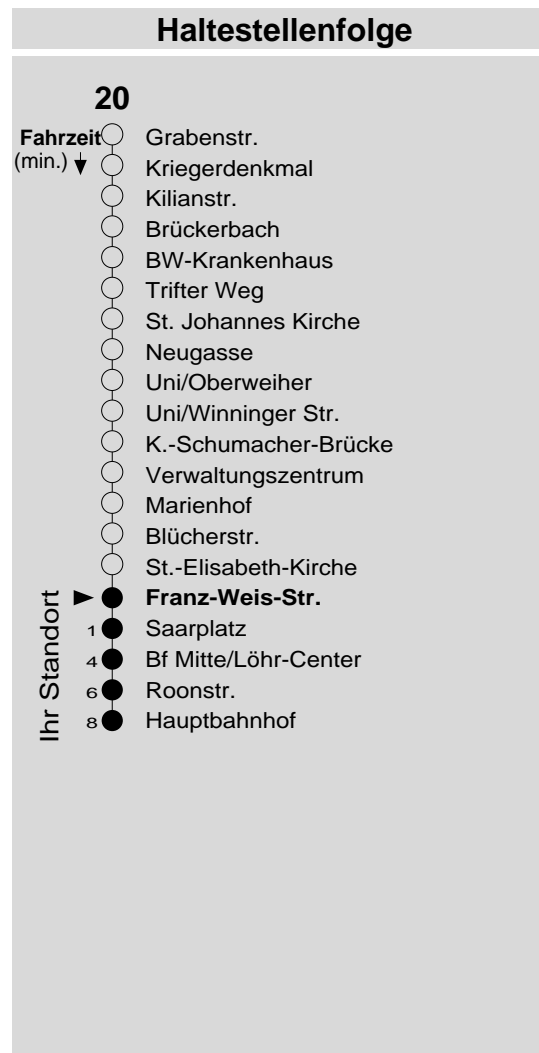 Haltestellenfolge
20
Fahrzeit
(min.)
Grabenstr.
Kriegerdenkmal
Kilianstr.
Brückerbach
BW-Krankenhaus
Trifter Weg
St. Johannes Kirche
Neugasse
Uni/Oberweiher
Uni/Winninger Str.
K.-Schumacher-Brücke
Verwaltungszentrum
Marienhof
Blücherstr.
St.-Elisabeth-Kirche
Ihr Standort
Franz-Weis-Str.
1 Saarplatz
4 Bf Mitte/Löhr-Center
6 Roonstr.
8 Hauptbahnhof